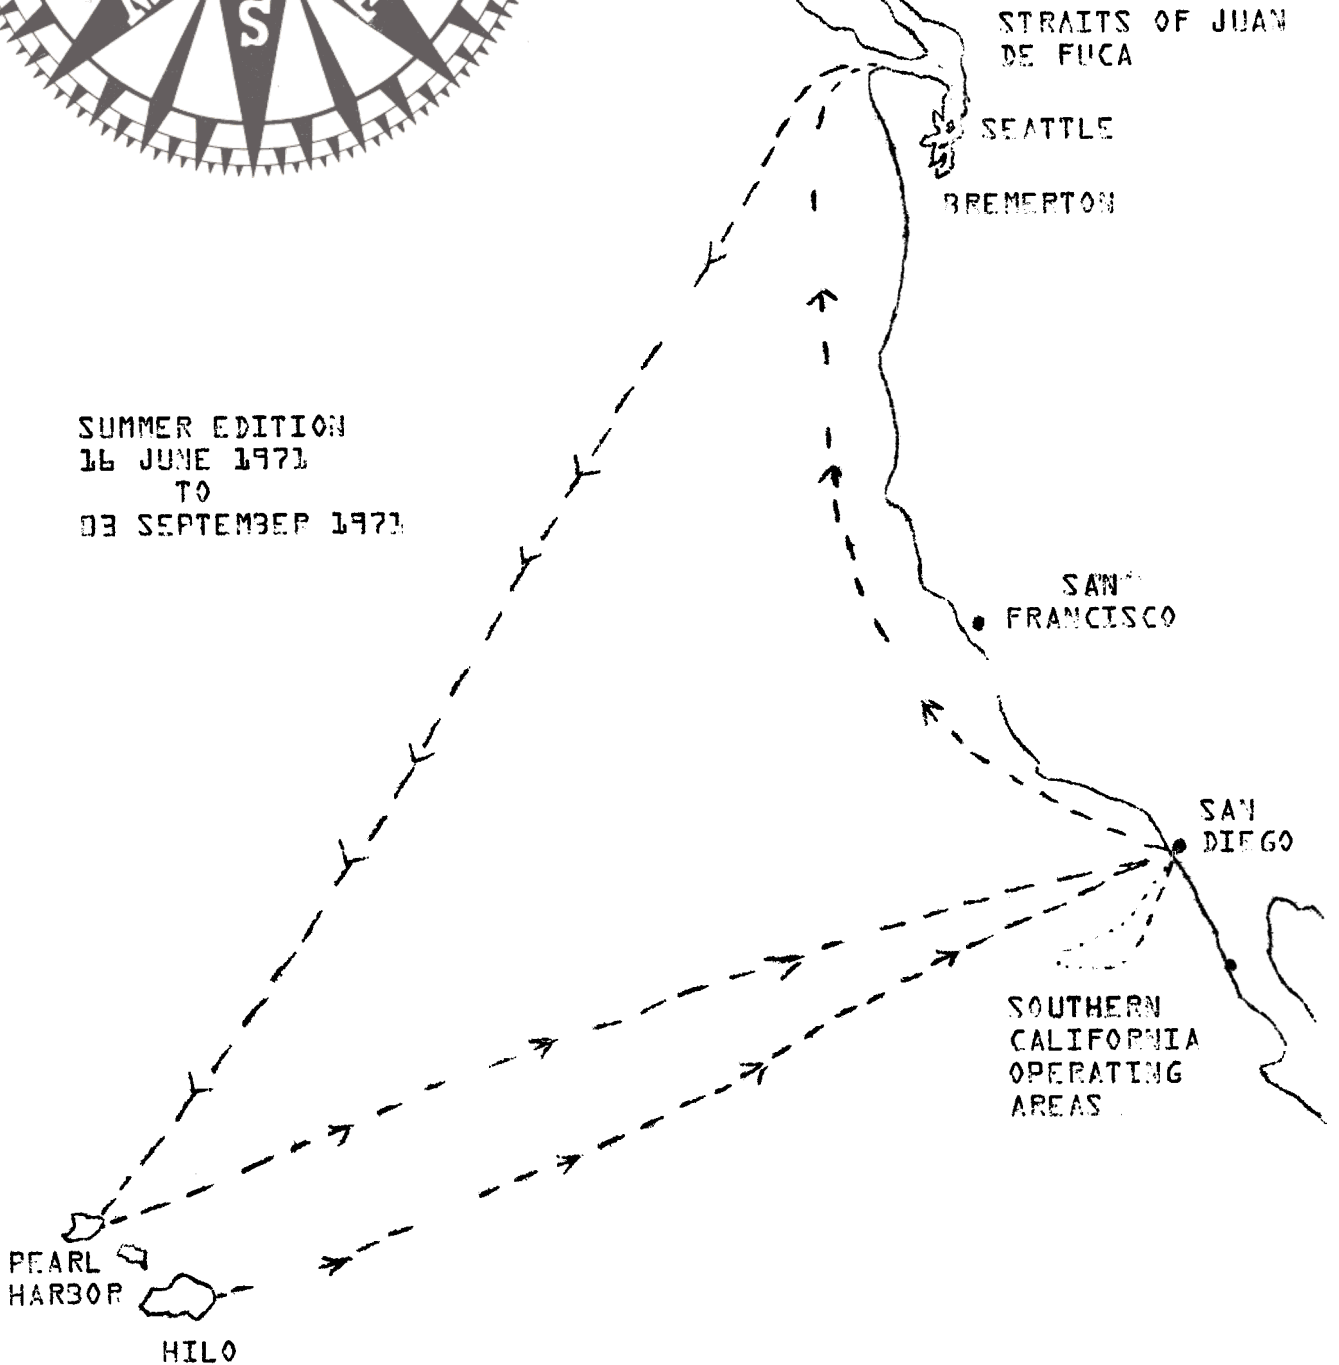 S
STRAITS OF JUAN
DE FUCA
SEATTLE
BREMERTON
SUMMER EDITION
16 JUNE 1971
TO
03 SEPTEMBER 1971
SAN
FRANCISCO
SAN
DIEGO
SOUTHERN
CALIFORNIA
OPERATING
AREAS
PEARL
HARBOR
HILO